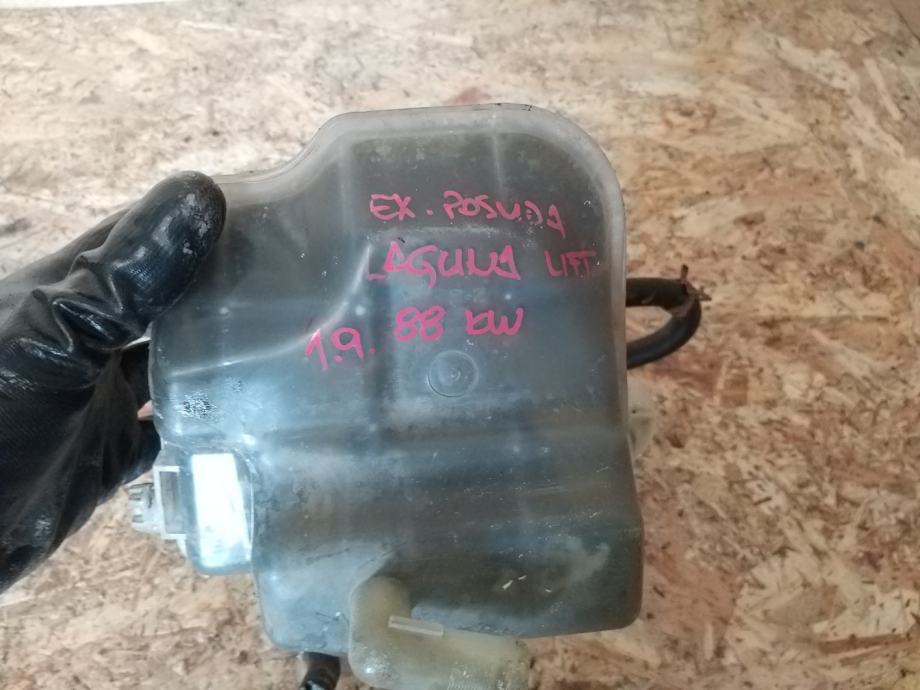 EX. POSUDA
LAGUNA LIFT
1.9. 88 kW